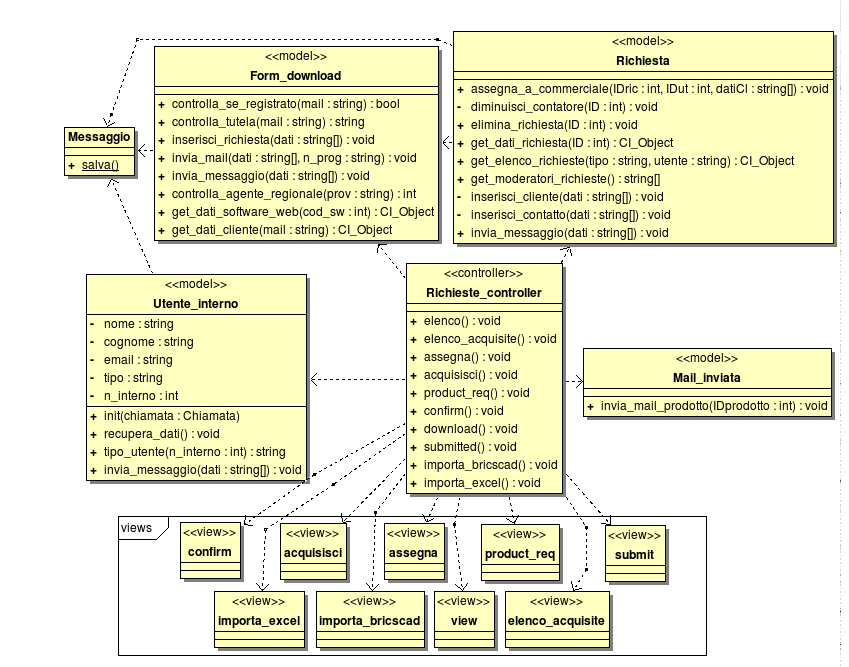 <<model>>
Richiesta
+ assegna_a_commerciale(IDric : int, IDut : int, datiCl : string[]) : void
- diminuisci_contatore(ID : int) : void
+ elimina_richiesta(ID : int) : void
+ get_dati_richiesta(ID : int) : CI_Object
+ get_elenco_richieste(tipo : string, utente : string) : CI_Object
+ get_moderatori_richieste() : string[]
- inserisci_cliente(dati : string[]) : void
- inserisci_contatto(dati : string[]) : void
+ invia_messaggio(dati : string[]) : void
<<model>>
Form_download
+ controlla_se_registrato(mail : string) : bool
+ controlla_tutela(mail : string) : string
+ inserisci_richiesta(dati : string[]) : void
+ invia_mail(dati : string[], n_prog : string) : void
+ invia_messaggio(dati : string[]) : void
+ controlla_agente_regionale(prov : string) : int
+ get_dati_software_web(cod_sw : int) : CI_Object
+ get_dati_cliente(mail : string) : CI_Object
Messaggio
+ salva()
<<model>>
Utente_interno
- nome : string
- cognome : string
- email : string
- tipo : string
- n_interno : int
+ init(chiamata : Chiamata)
+ recupera_dati() : void
+ tipo_utente(n_interno : int) : string
+ invia_messaggio(dati : string[]) : void
<<controller>>
Richieste_controller
+ elenco() : void
+ elenco_acquisite() : void
+ assegna() : void
+ acquisisci() : void
+ product_req() : void
+ confirm() : void
+ download() : void
+ submitted() : void
+ importa_bricscad() : void
+ importa_excel() : void
<<model>>
Mail_inviata
+ invia_mail_prodotto(IDprodotto : int) : void
views
<<view>>
confirm
<<view>>
acquisisci
<<view>>
assegna
<<view>>
product_req
<<view>>
submit
<<view>>
importa_excel
<<view>>
importa_bricscad
<<view>>
view
<<view>>
elenco_acquisite